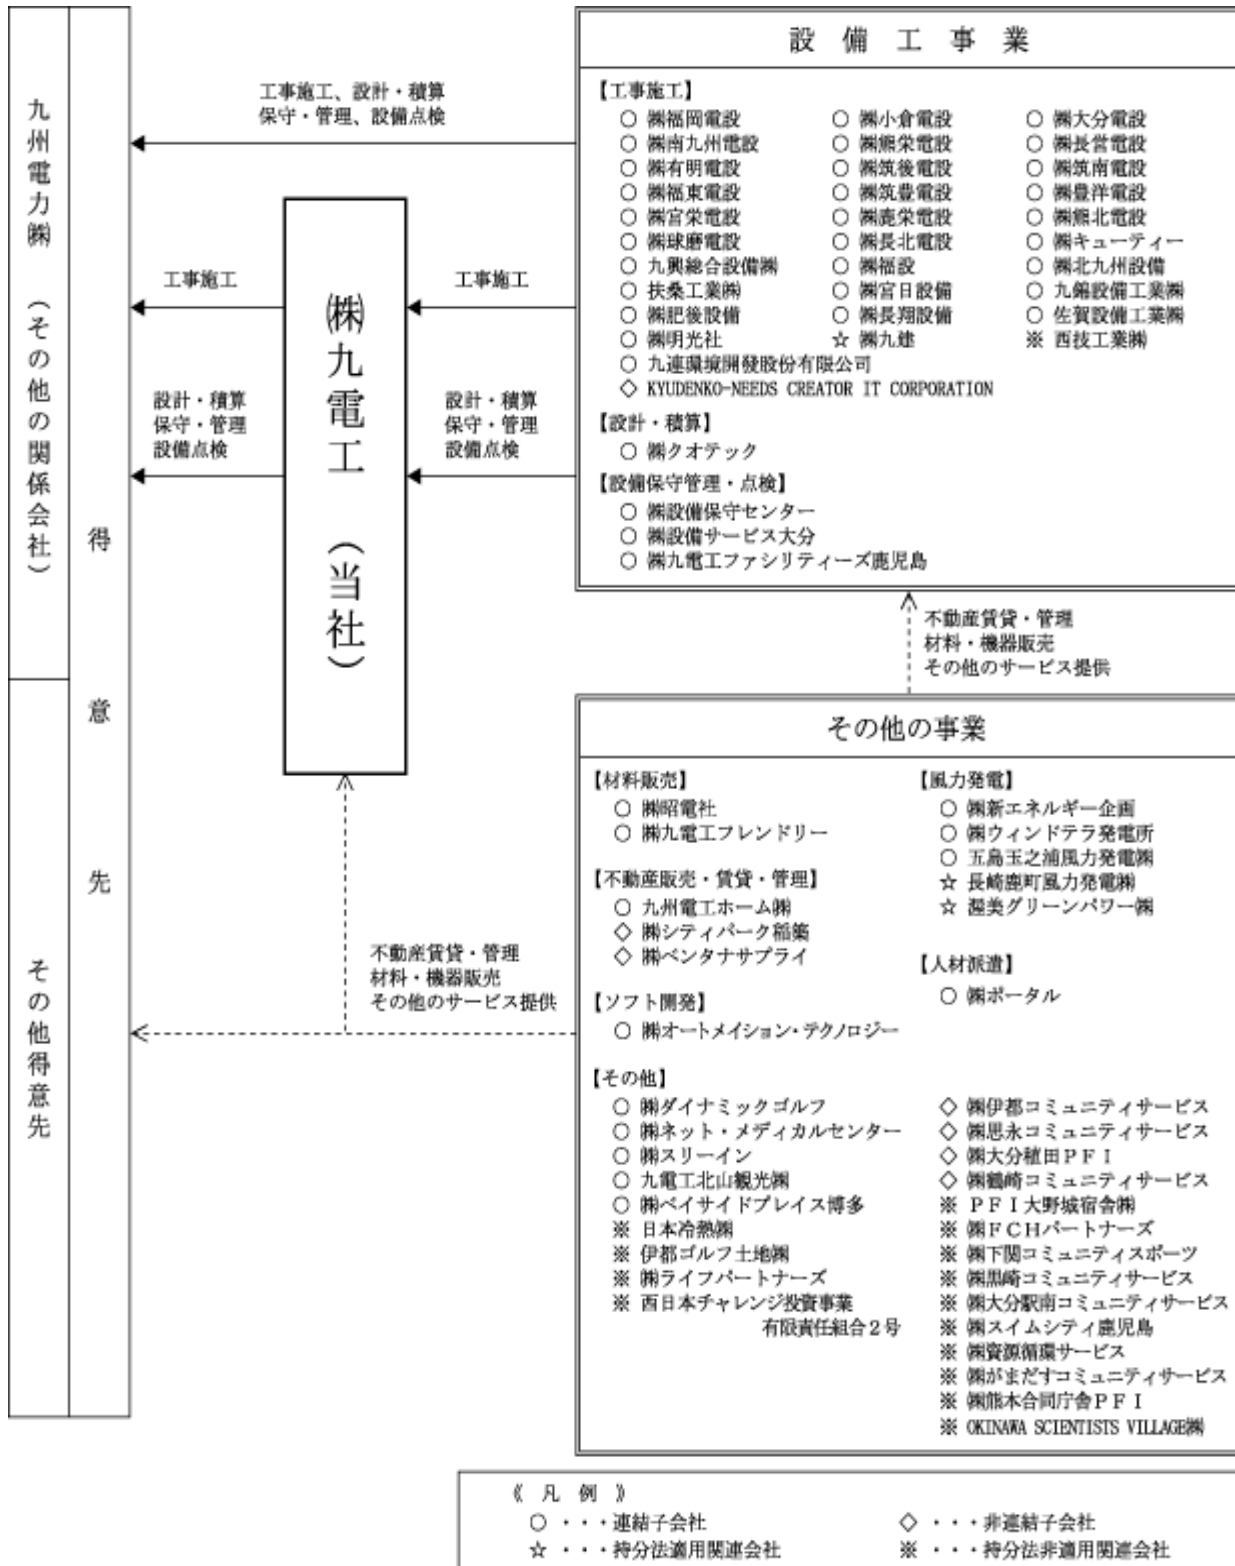 九州電力㈱ (その他の関係会社)
その他得意先
得意先
工事施工、設計・積算
保守・管理、設備点検
工事施工
設計・積算
保守・管理
設備点検
㈱九電工 (当社)
工事施工
設計・積算
保守・管理
設備点検
設備工事業
【工事施工】
○ ㈱福岡電設 ○ ㈱小倉電設 ○ ㈱大分電設
○ ㈱南九州電設 ○ ㈱熊栄電設 ○ ㈱長営電設
○ ㈱有明電設 ○ ㈱筑後電設 ○ ㈱筑南電設
○ ㈱福東電設 ○ ㈱筑豊電設 ○ ㈱豊洋電設
○ ㈱宮栄電設 ○ ㈱鹿栄電設 ○ ㈱熊北電設
○ ㈱球磨電設 ○ ㈱長北電設 ○ ㈱キューティー
○ 九興総合設備㈱ ○ ㈱福設 ○ ㈱北九州設備
○ 扶桑工業㈱ ○ ㈱宮日設備 ○ 九錦設備工業㈱
○ ㈱肥後設備 ○ ㈱長翔設備 ○ 佐賀設備工業㈱
○ ㈱明光社 ☆ ㈱九建 ※ 西技工業㈱
○ 九連環境開發股份有限公司
◇ KYUDENKO-NEEDS CREATOR IT CORPORATION
【設計・積算】
○ ㈱クオテック
【設備保守管理・点検】
○ ㈱設備保守センター
○ ㈱設備サービス大分
○ ㈱九電工ファシリティーズ鹿児島
不動産賃貸・管理
材料・機器販売
その他のサービス提供
不動産賃貸・管理
材料・機器販売
その他のサービス提供
その他の事業
【材料販売】
○ ㈱昭電社
○ ㈱九電工フレンドリー
【不動産販売・賃貸・管理】
○ 九州電工ホーム㈱
◇ ㈱シティパーク稲築
◇ ㈱ベンタナサプライ
【ソフト開発】
○ ㈱オートメイション・テクノロジー
【風力発電】
○ ㈱新エネルギー企画
○ ㈱ウィンドテラ発電所
○ 五島玉之浦風力発電㈱
☆ 長崎鹿町風力発電㈱
☆ 渥美グリーンパワー㈱
【人材派遣】
○ ㈱ポータル
【その他】
○ ㈱ダイナミックゴルフ
○ ㈱ネット・メディカルセンター
○ ㈱スリーイン
○ 九電工北山観光㈱
○ ㈱ベイサイドプレイス博多
※ 日本冷熱㈱
※ 伊都ゴルフ土地㈱
※ ㈱ライフパートナーズ
※ 西日本チャレンジ投資事業
有限責任組合2号
◇ ㈱伊都コミュニティサービス
◇ ㈱思永コミュニティサービス
◇ ㈱大分稙田PFI
◇ ㈱鶴崎コミュニティサービス
※ PFI大野城宿舎㈱
※ ㈱FCHパートナーズ
※ ㈱下関コミュニティスポーツ
※ ㈱黒崎コミュニティサービス
※ ㈱大分駅南コミュニティサービス
※ ㈱スイムシティ鹿児島
※ ㈱資源循環サービス
※ ㈱がまだすコミュニティサービス
※ ㈱熊本合同庁舎PFI
※ OKINAWA SCIENTISTS VILLAGE㈱
《 凡 例 》
○ ・・・連結子会社 ◇ ・・・非連結子会社
☆ ・・・持分法適用関連会社 ※ ・・・持分法非適用関連会社